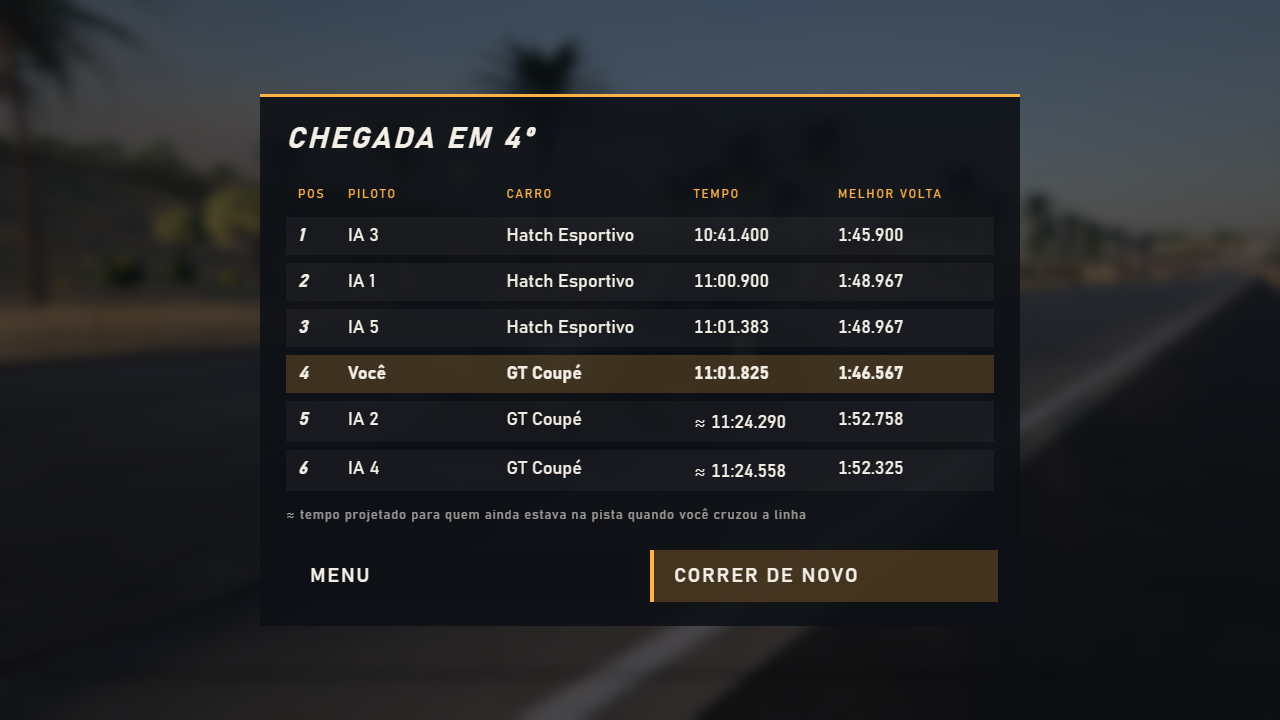 CHEGADA EM 4º
POS PILOTO CARRO TEMPO MELHOR VOLTA
1 IA 3 Hatch Esportivo 10:41.400 1:45.900
2 IA 1 Hatch Esportivo 11:00.900 1:48.967
3 IA 5 Hatch Esportivo 11:01.383 1:48.967
4 Você GT Coupé 11:01.825 1:46.567
5 IA 2 GT Coupé ≈ 11:24.290 1:52.758
6 IA 4 GT Coupé ≈ 11:24.558 1:52.325
≈ tempo projetado para quem ainda estava na pista quando você cruzou a linha
MENU CORRER DE NOVO